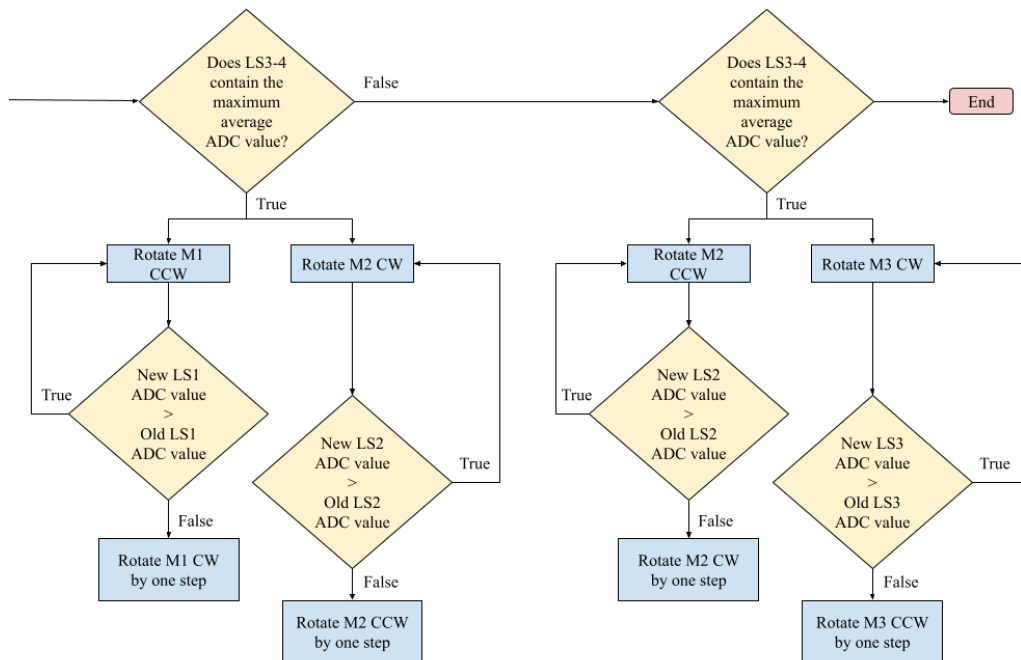 Does LS3-4
contain the
maximum
average
ADC value?
False
Does LS3-4
contain the
maximum
average
ADC value?
End
True
True
Rotate M1
CCW
Rotate M2 CW
Rotate M2
CCW
Rotate M3 CW
New LS1
ADC value
>
Old LS1
ADC value
True
False
New LS2
ADC value
>
Old LS2
ADC value
True
False
New LS2
ADC value
>
Old LS2
ADC value
True
False
New LS3
ADC value
>
Old LS3
ADC value
True
False
Rotate M1 CW
by one step
Rotate M2 CCW
by one step
Rotate M2 CW
by one step
Rotate M3 CCW
by one step